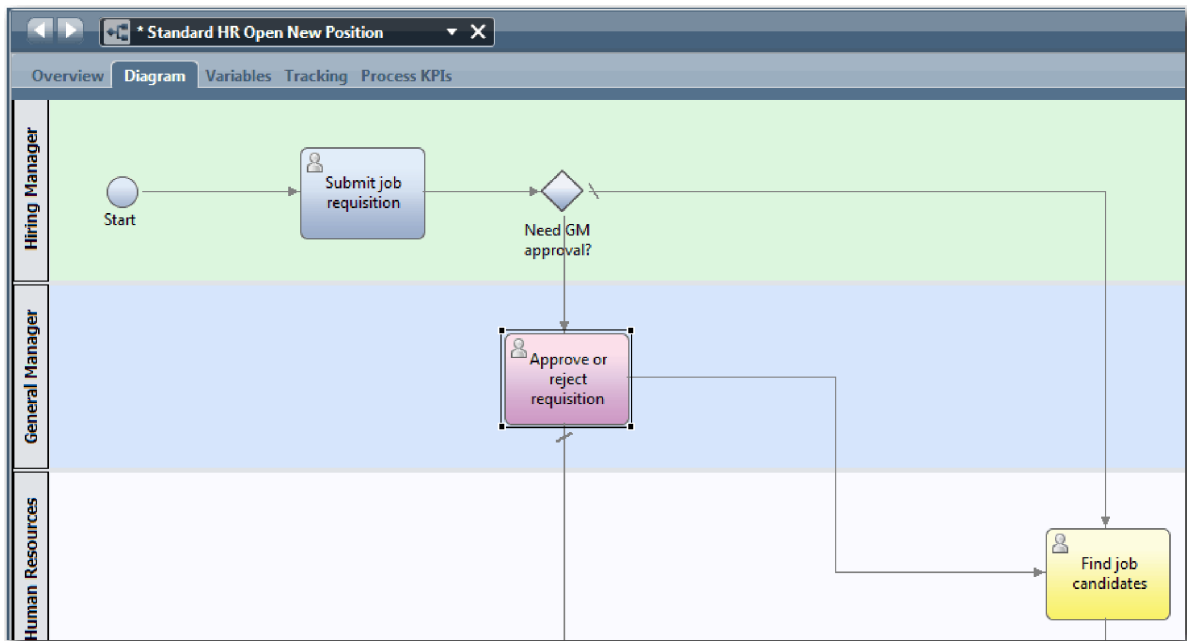 * Standard HR Open New Position
Overview Diagram Variables Tracking Process KPIs
Hiring Manager
Start
Submit job
requisition
Need GM
approval?
General Manager
Approve or
reject
requisition
Human Resources
Find job
candidates